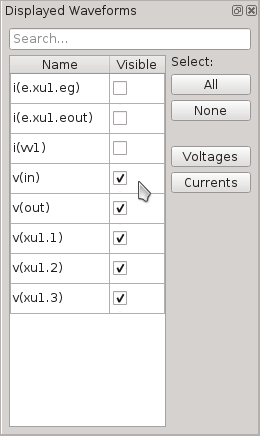 Displayed Waveforms
Search...
Name Visible
i(e.xu1.eg)
i(e.xu1.eout)
i(vv1)
v(in)
v(out)
v(xu1.1)
v(xu1.2)
v(xu1.3)
Select:
All
None
Voltages
Currents